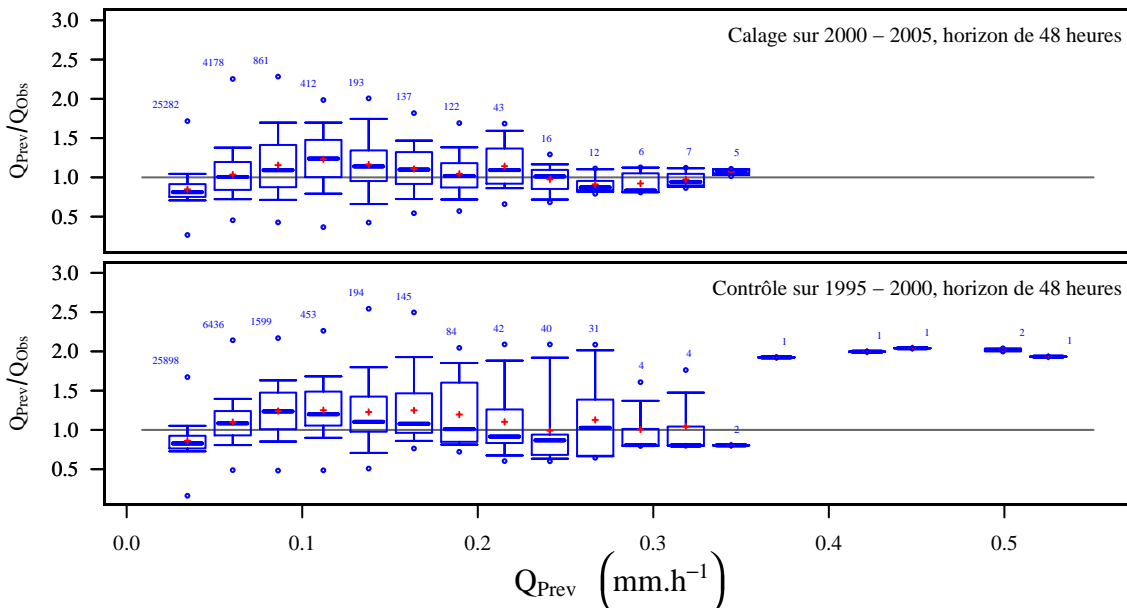 Calage sur 2000 – 2005, horizon de 48 heures
Q_Prev/Q_Obs
3.0
2.5
2.0
1.5
1.0
0.5
25282 4178 861 412 193 137 122 43 16 12 6 7 5
Contrôle sur 1995 – 2000, horizon de 48 heures
Q_Prev/Q_Obs
3.0
2.5
2.0
1.5
1.0
0.5
25898 6436 1599 453 194 145 84 42 40 31 4 4 2 1 1 1 2 1
0.0 0.1 0.2 0.3 0.4 0.5
Q_Prev (mm.h⁻¹)